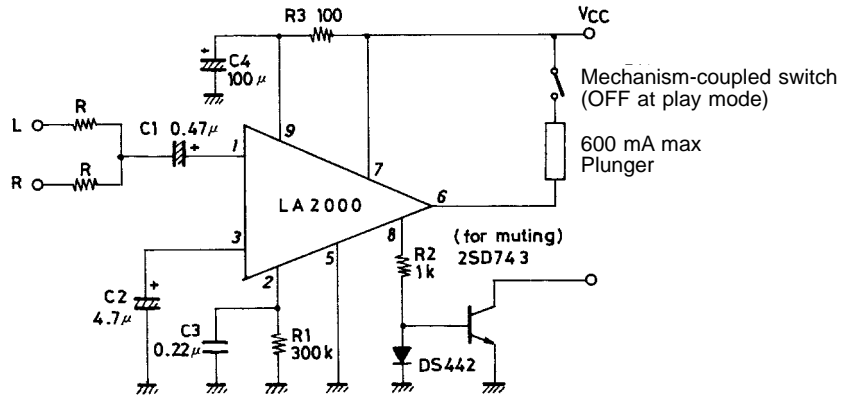 R3 100
VCC
C4
100μ
Mechanism-coupled switch
(OFF at play mode)
R
L
C1 0.47μ
9
1
600 mA max
Plunger
R
R
7
6
LA2000
3
8
(for muting)
2SD743
5
R2
1k
2
C2
4.7μ
C3
0.22μ
R1
300k
DS442